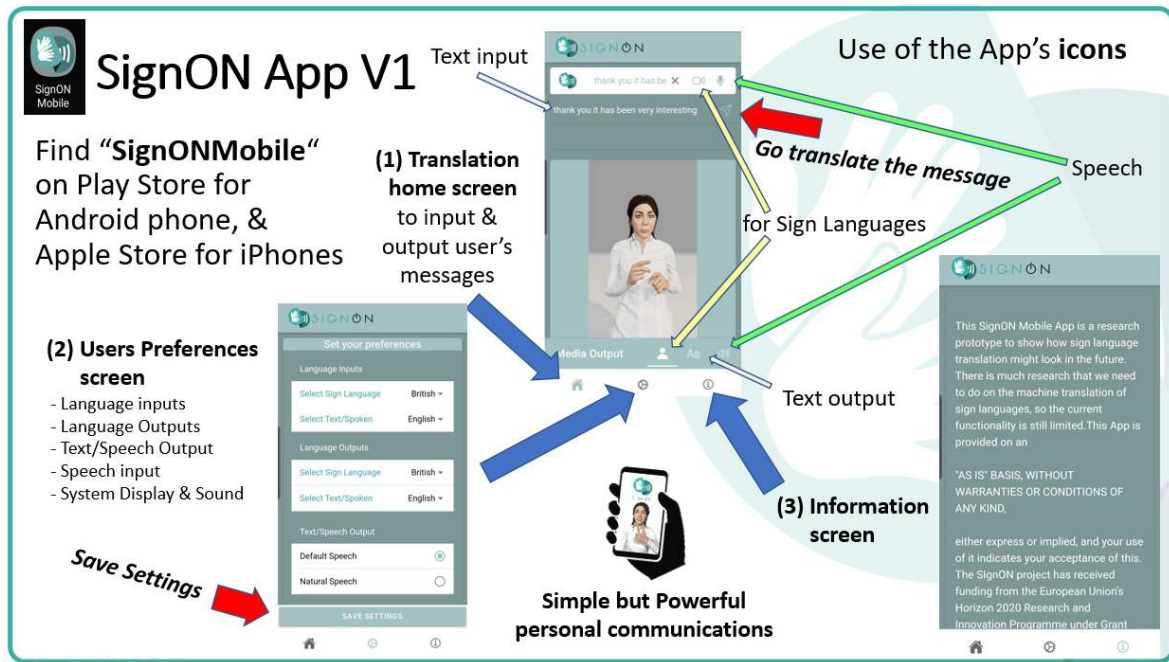 SignON
Mobile
SignON App V1
Find “SignONMobile“
on Play Store for
Android phone, &
Apple Store for iPhones
(1) Translation
home screen
to input &
output user’s
messages
(2) Users Preferences
screen
- Language inputs
- Language Outputs
- Text/Speech Output
- Speech input
- System Display & Sound
Save Settings
SIGNON
Set your preferences
Language Inputs
Select Sign Language British
Select Text/Spoken English
Language Outputs
Select Sign Language British
Select Text/Spoken English
Text/Speech Output
Default Speech
Natural Speech
SAVE SETTINGS
Text input
SIGNON
thank you it has be.
thank you it has been very interesting
Media Output Aa
Use of the App’s icons
Go translate the message
Speech
for Sign Languages
Text output
(3) Information
screen
Simple but Powerful
personal communications
SIGNON
This SignON Mobile App is a research
prototype to show how sign language
translation might look in the future.
There is much research that we need
to do on the machine translation of
sign languages, so the current
functionality is still limited.This App is
provided on an
"AS IS" BASIS, WITHOUT
WARRANTIES OR CONDITIONS OF
ANY KIND,
either express or implied, and your use
of it indicates your acceptance of this.
The SIgnON project has received
funding from the European Union's
Horizon 2020 Research and
Innovation Programme under Grant